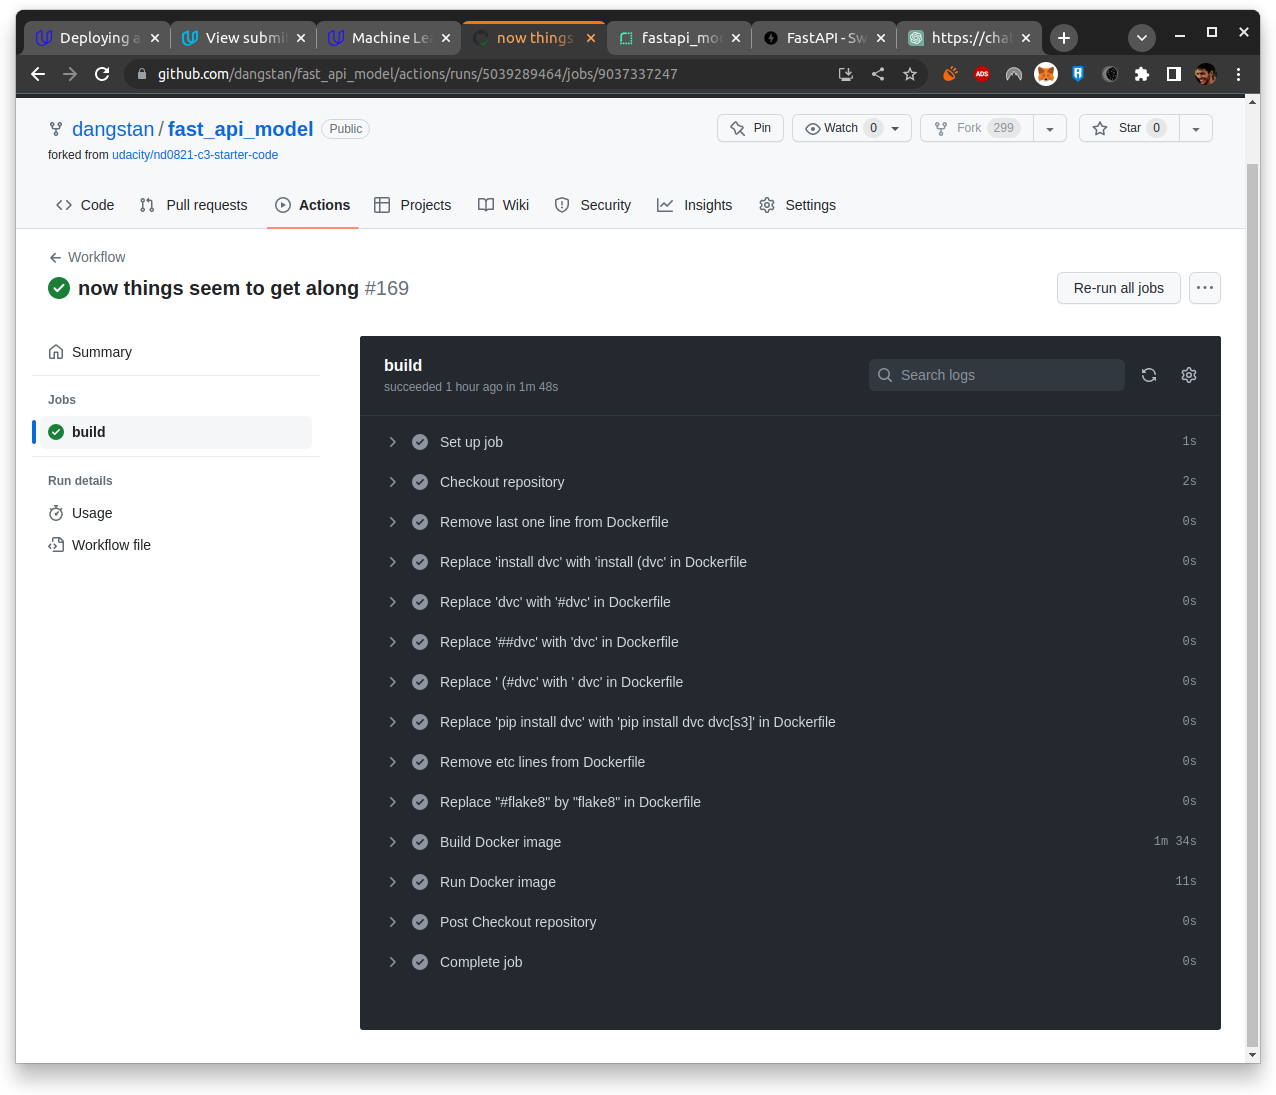 Deploying a
View submi
Machine Le
now things
fastapi_mo
FastAPI - Sw
https://cha
github.com/dangstan/fast_api_model/actions/runs/5039289464/jobs/9037337247
ADS
dangstan / fast_api_model Public
Pin
Watch 0
Fork 299
Star 0
forked from udacity/nd0821-c3-starter-code
Code
Pull requests
Actions
Projects
Wiki
Security
Insights
Settings
Workflow
now things seem to get along #169
Re-run all jobs
Summary
Jobs
build
Run details
Usage
Workflow file
build
succeeded 1 hour ago in 1m 48s
Search logs
Set up job 1s
Checkout repository 2s
Remove last one line from Dockerfile 0s
Replace 'install dvc' with 'install (dvc' in Dockerfile 0s
Replace 'dvc' with '#dvc' in Dockerfile 0s
Replace '##dvc' with 'dvc' in Dockerfile 0s
Replace ' (#dvc' with ' dvc' in Dockerfile 0s
Replace 'pip install dvc' with 'pip install dvc dvc[s3]' in Dockerfile 0s
Remove etc lines from Dockerfile 0s
Replace "#flake8" by "flake8" in Dockerfile 0s
Build Docker image 1m 34s
Run Docker image 11s
Post Checkout repository 0s
Complete job 0s